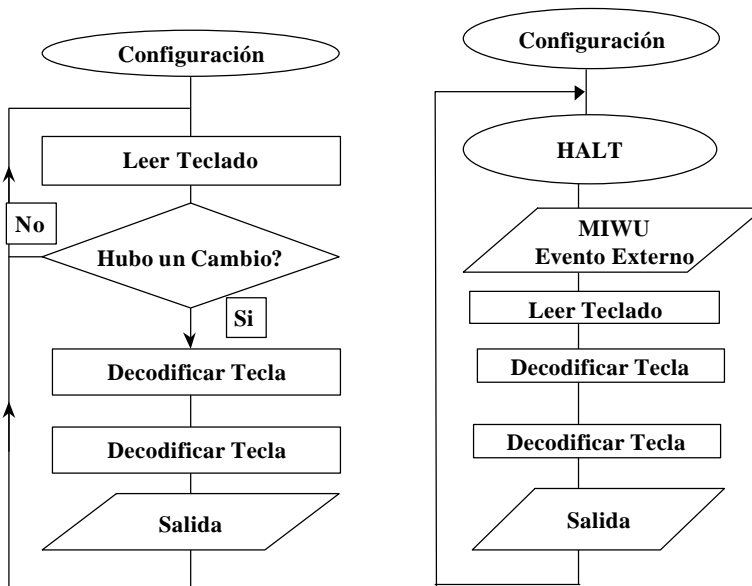 Configuración
Leer Teclado
No
Hubo un Cambio?
Si
Decodificar Tecla
Decodificar Tecla
Salida
Configuración
HALT
MIWU
Evento Externo
Leer Teclado
Decodificar Tecla
Decodificar Tecla
Salida